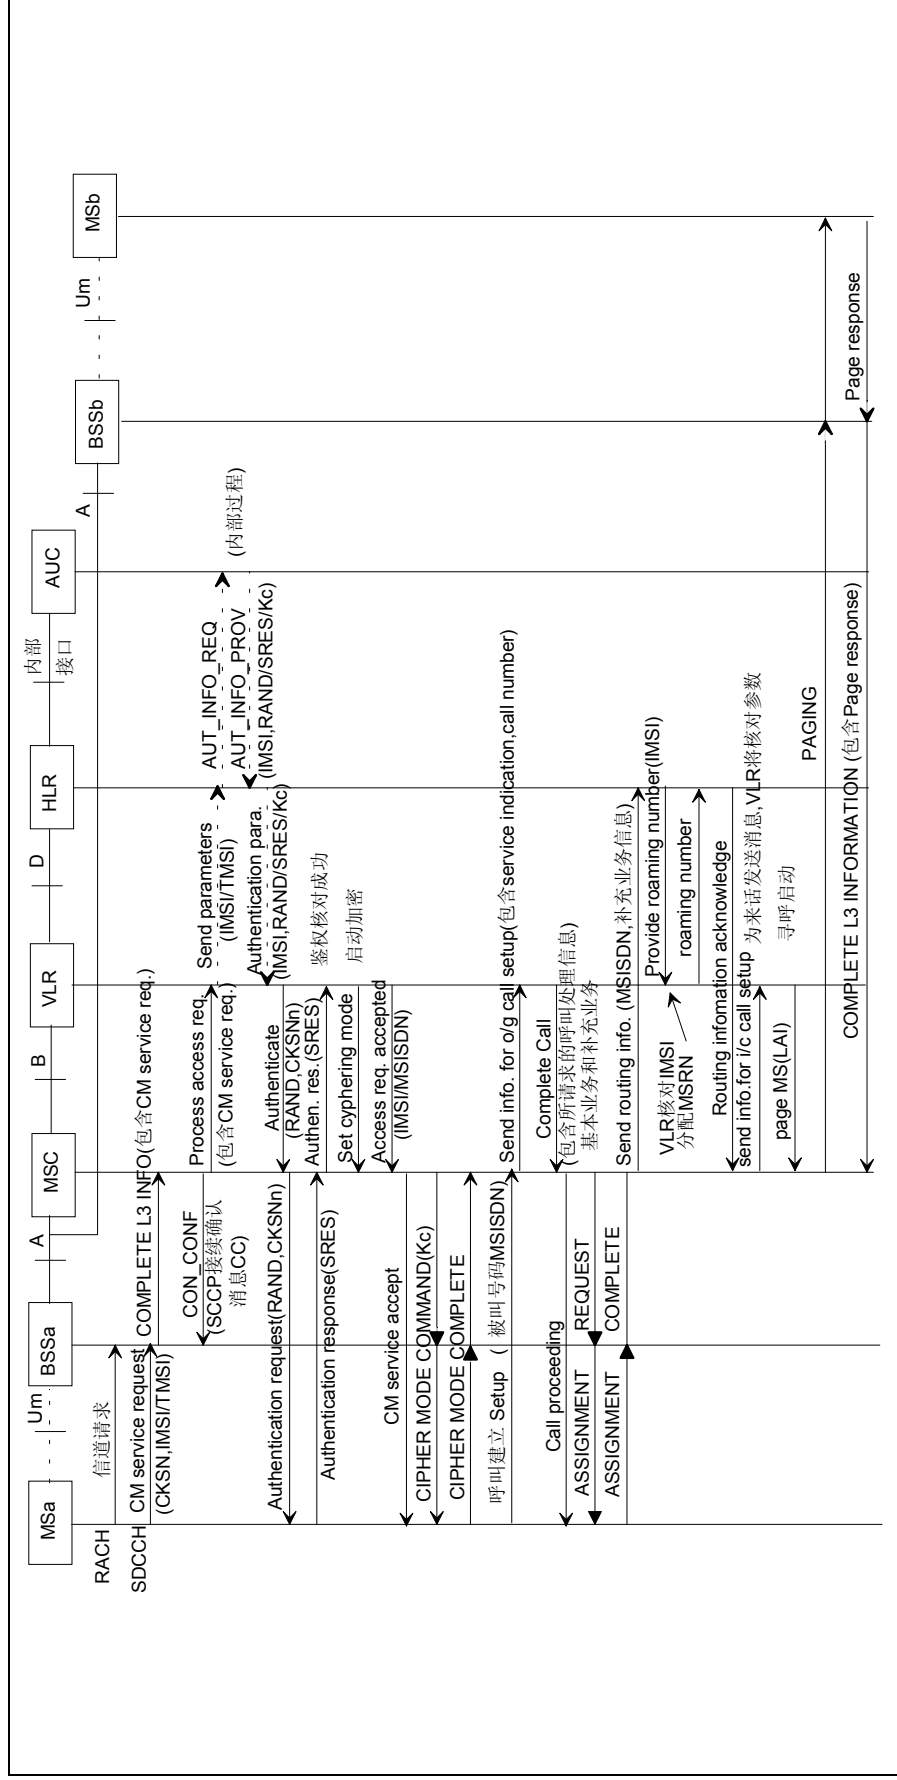 MSa
Um
BSSa
A
MSC
B
VLR
D
HLR
内部
接口
AUC
A
BSSb
Um
MSb
RACH
信道请求
SDCCH
CM service request
(CKSN,IMSI/TMSI)
COMPLETE L3 INFO(包含CM service req.)
CON_CONF
(SCCP接续确认
消息CC)
Process access req.
(包含CM service req.)
Send parameters
(IMSI/TMSI)
AUT_INFO_REQ
AUT_INFO_PROV
(IMSI,RAND/SRES/Kc)
(内部过程)
Authentication para.
(IMSI,RAND/SRES/Kc)
Authenticate
(RAND,CKSNn)
Authentication request(RAND,CKSNn)
Authen. res.(SRES)
Authentication response(SRES)
鉴权核对成功
启动加密
Set cyphering mode
Access req. accepted
(IMSI/MSISDN)
CM service accept
CIPHER MODE COMMAND(Kc)
CIPHER MODE COMPLETE
呼叫建立 Setup ( 被叫号码MSISDN)
Send info. for o/g call setup(包含service indication,call number)
Complete Call
(包含所请求的呼叫处理信息)
基本业务和补充业务
Call proceeding
ASSIGNMENT REQUEST
ASSIGNMENT COMPLETE
Send routing info. (MSISDN,补充业务信息)
Provide roaming number(IMSI)
VLR核对IMSI
分配MSRN
roaming number
Routing infomation acknowledge
send info.for i/c call setup 为来话发送消息,VLR将核对参数
page MS(LAI)
寻呼启动
PAGING
Page response
COMPLETE L3 INFORMATION (包含Page response)